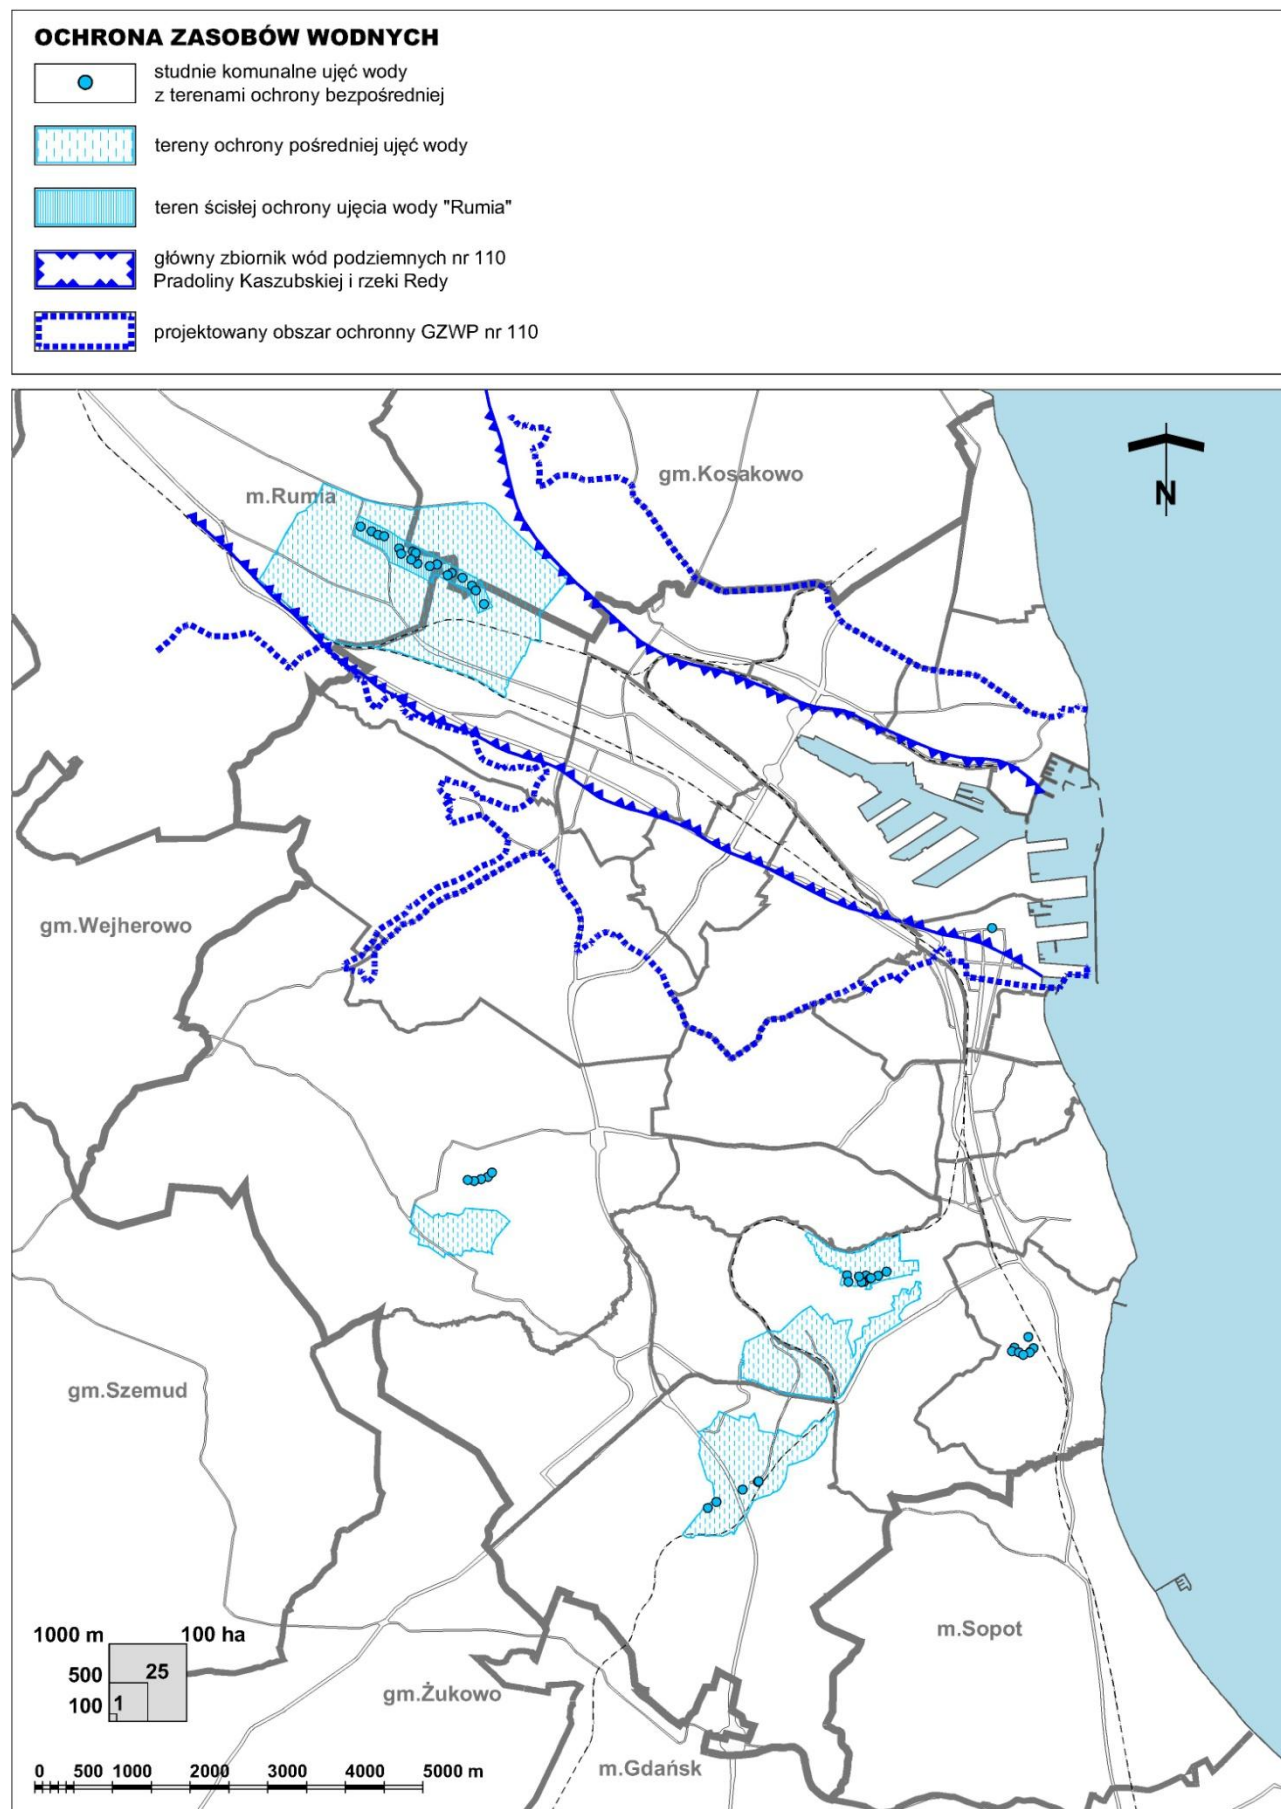 OCHRONA ZASOBÓW WODNYCH
studnie komunalne ujęć wody
z terenami ochrony bezpośredniej
tereny ochrony pośredniej ujęć wody
teren ścisłej ochrony ujęcia wody "Rumia"
główny zbiornik wód podziemnych nr 110
Pradoliny Kaszubskiej i rzeki Redy
projektowany obszar ochronny GZWP nr 110
gm.Kosakowo
m.Rumia
N
gm.Wejherowo
gm.Szemud
m.Sopot
1000 m 100 ha
500 25
100 1
gm.Żukowo
m.Gdańsk
0 500 1000 2000 3000 4000 5000 m